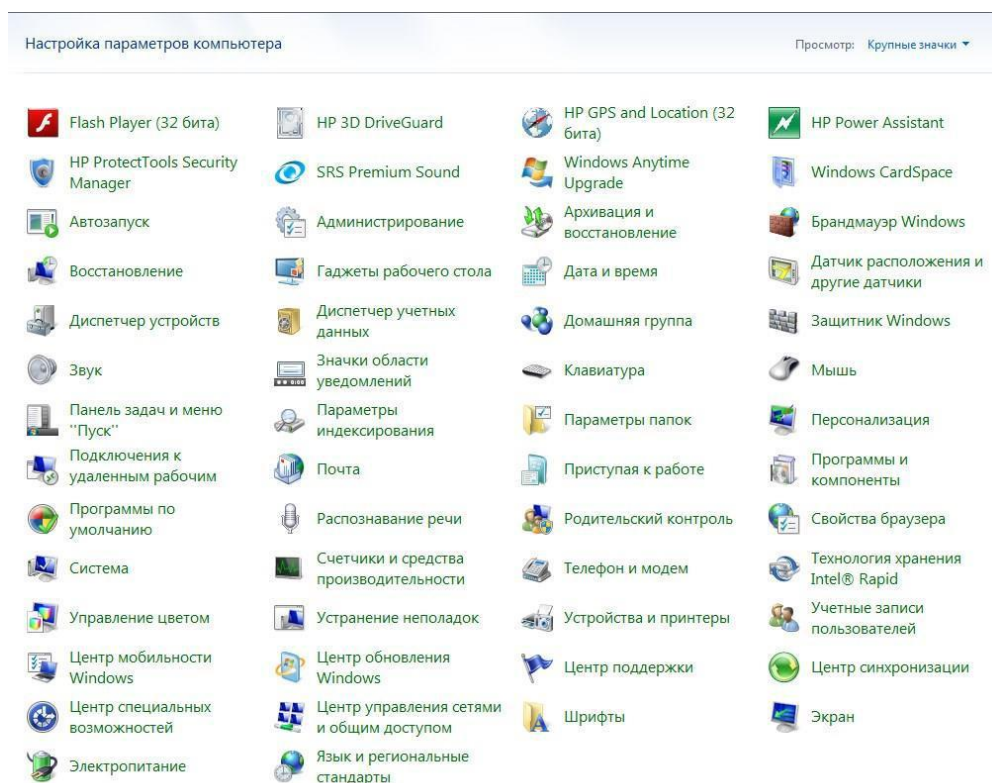 Настройка параметров компьютера
Просмотр: Крупные значки
Flash Player (32 бита)
HP 3D DriveGuard
HP GPS and Location (32
бита)
HP Power Assistant
HP ProtectTools Security
Manager
SRS Premium Sound
Windows Anytime
Upgrade
Windows CardSpace
Автозапуск
Администрирование
Архивация и
восстановление
Брандмауэр Windows
Восстановление
Гаджеты рабочего стола
Дата и время
Датчик расположения и
другие датчики
Диспетчер устройств
Диспетчер учетных
данных
Домашняя группа
Защитник Windows
Звук
Значки области
уведомлений
Клавиатура
Мышь
Панель задач и меню
''Пуск''
Параметры
индексирования
Параметры папок
Персонализация
Подключения к
удаленным рабочим
Почта
Приступая к работе
Программы и
компоненты
Программы по
умолчанию
Распознавание речи
Родительский контроль
Свойства браузера
Система
Счетчики и средства
производительности
Телефон и модем
Технология хранения
Intel® Rapid
Управление цветом
Устранение неполадок
Устройства и принтеры
Учетные записи
пользователей
Центр мобильности
Windows
Центр обновления
Windows
Центр поддержки
Центр синхронизации
Центр специальных
возможностей
Центр управления сетями
и общим доступом
Шрифты
Экран
Электропитание
Язык и региональные
стандарты